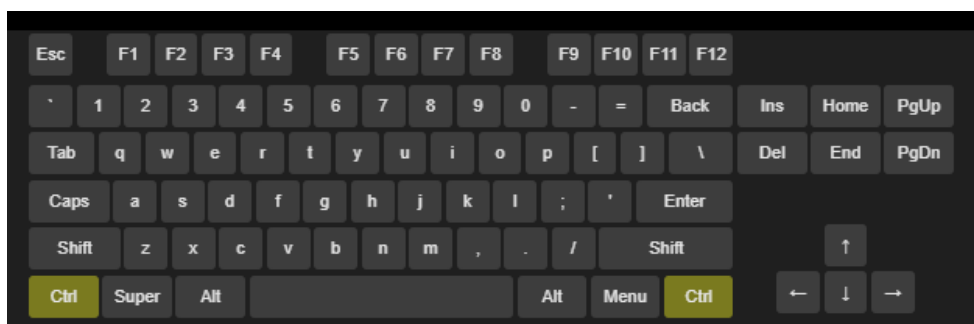 Esc F1 F2 F3 F4 F5 F6 F7 F8 F9 F10 F11 F12
` 1 2 3 4 5 6 7 8 9 0 - = Back Ins Home PgUp
Tab q w e r t y u i o p [ ] \ Del End PgDn
Caps a s d f g h j k l ; ' Enter
Shift z x c v b n m , . / Shift ↑
Ctrl Super Alt Alt Menu Ctrl ← ↓ →